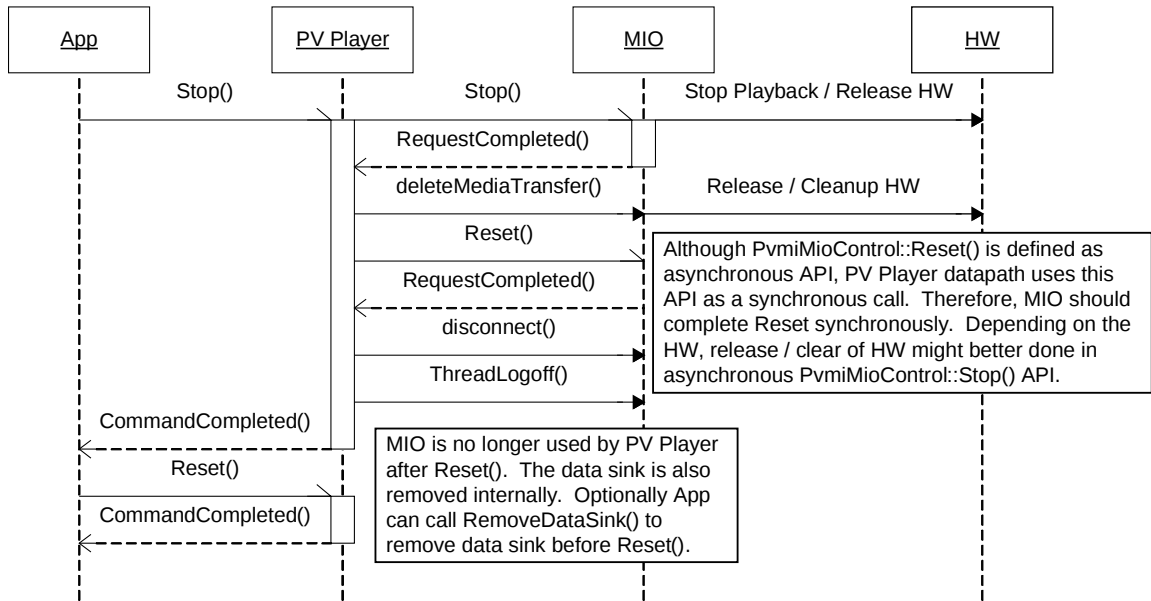 App
PV Player
MIO
HW
Stop()
Stop()
Stop Playback / Release HW
RequestCompleted()
deleteMediaTransfer()
Release / Cleanup HW
Reset()
Although PvmiMioControl::Reset() is defined as
asynchronous API, PV Player datapath uses this
API as a synchronous call.  Therefore, MIO should
complete Reset synchronously.  Depending on the
HW, release / clear of HW might better done in
asynchronous PvmiMioControl::Stop() API.
RequestCompleted()
disconnect()
ThreadLogoff()
CommandCompleted()
MIO is no longer used by PV Player
after Reset().  The data sink is also
removed internally.  Optionally App
can call RemoveDataSink() to
remove data sink before Reset().
Reset()
CommandCompleted()